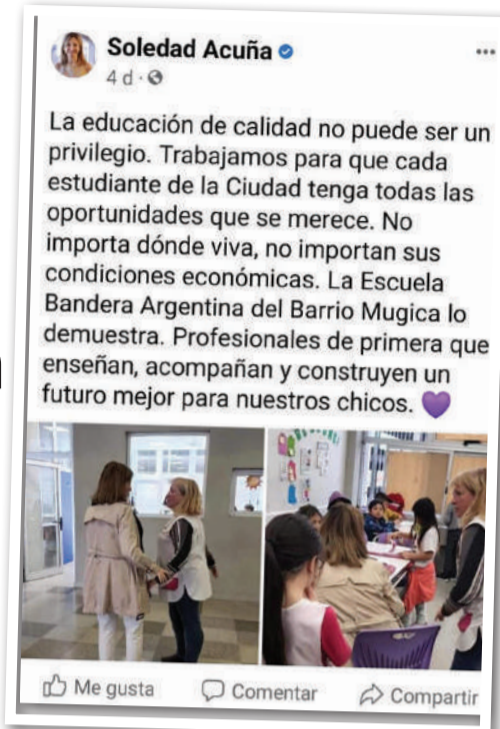 Soledad Acuña
4 d
La educación de calidad no puede ser un
privilegio. Trabajamos para que cada
estudiante de la Ciudad tenga todas las
oportunidades que se merece. No
importa dónde viva, no importan sus
condiciones económicas. La Escuela
Bandera Argentina del Barrio Mugica lo
demuestra. Profesionales de primera que
enseñan, acompañan y construyen un
futuro mejor para nuestros chicos. 💜
Me gusta
Comentar
Compartir